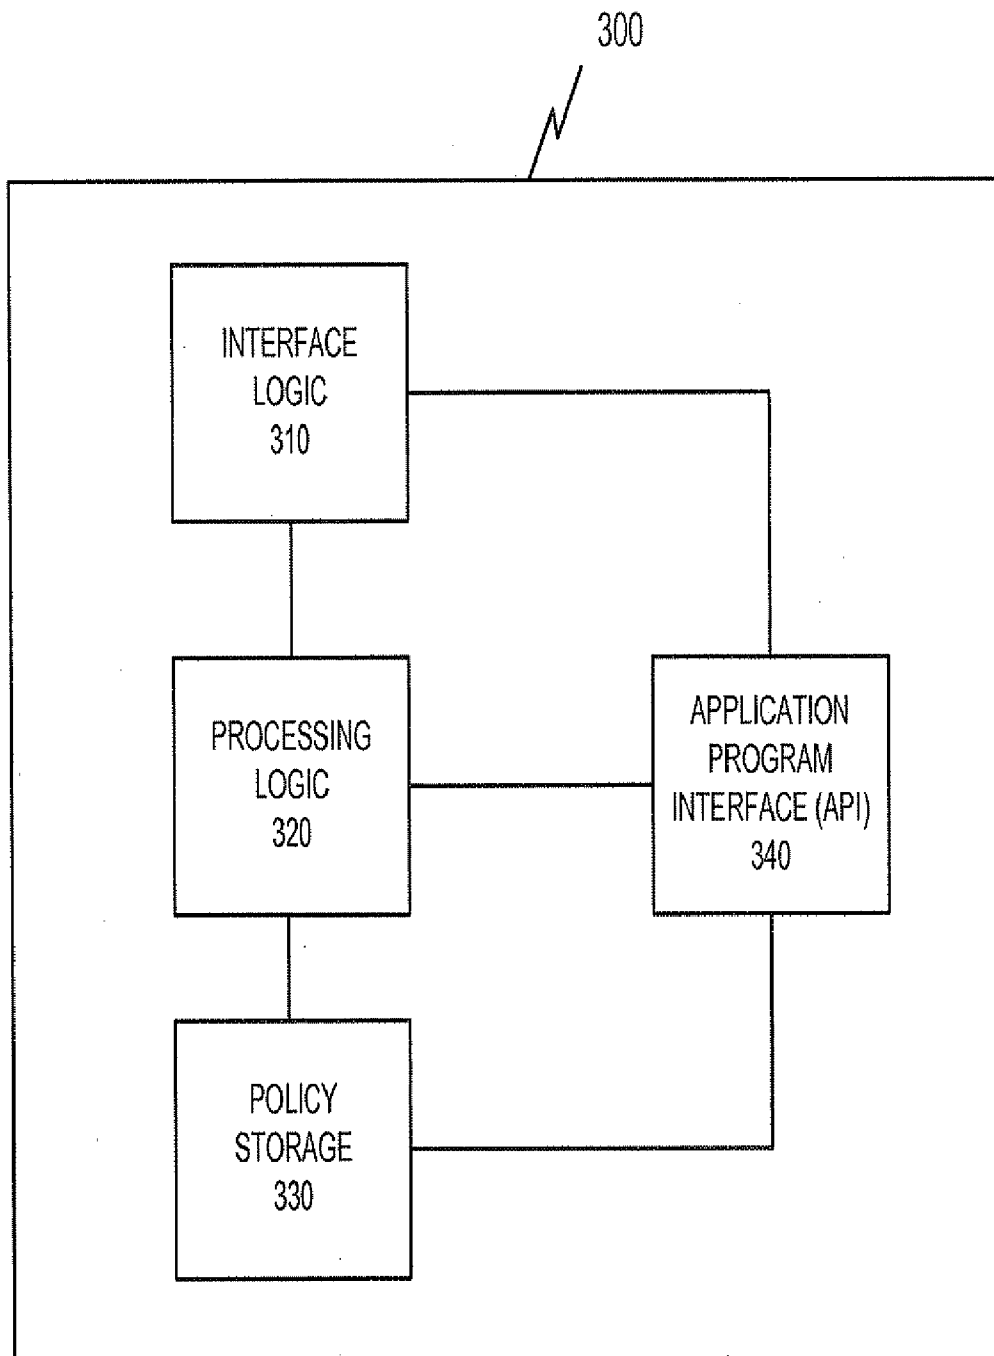 300
INTERFACE
LOGIC
310
PROCESSING
LOGIC
320
APPLICATION
PROGRAM
INTERFACE (API)
340
POLICY
STORAGE
330